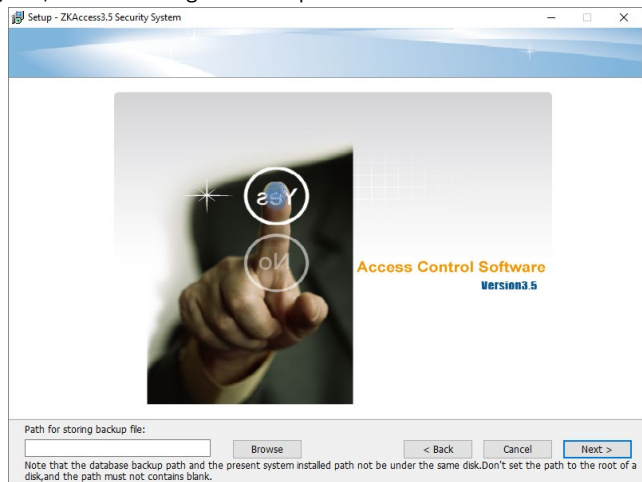 Setup - ZKAccess3.5 Security System
Yes
No
Access Control Software
Version3.5
Path for storing backup file:
Browse
< Back
Cancel
Next >
Note that the database backup path and the present system installed path not be under the same disk.Don't set the path to the root of a
disk,and the path must not contains blank.